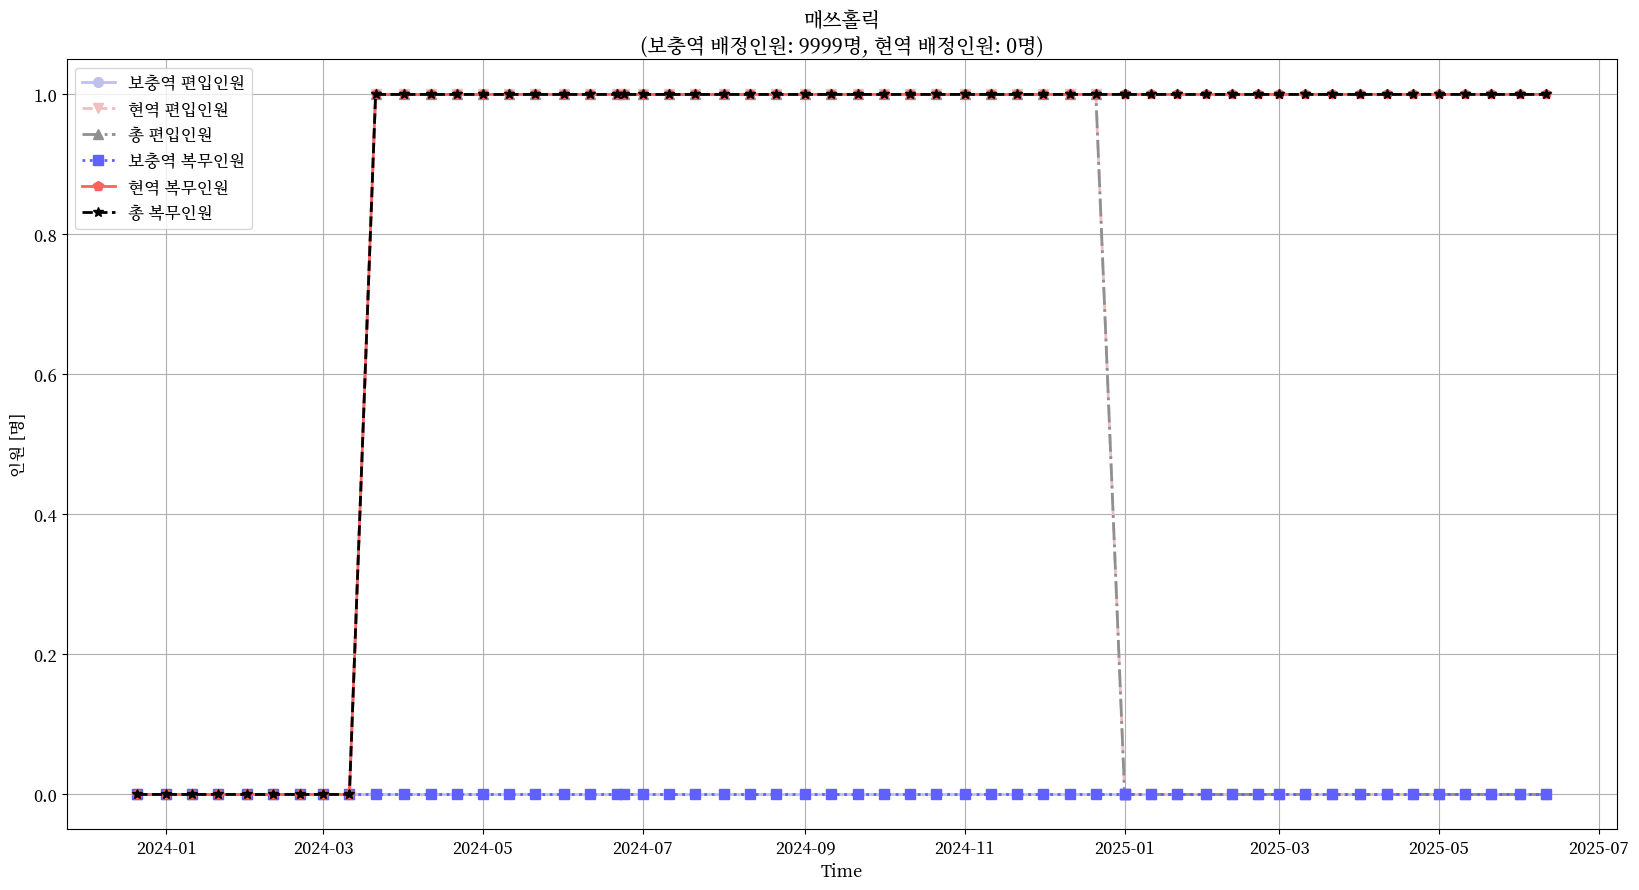 매쓰홀릭
(보충역 배정인원: 9999명, 현역 배정인원: 0명)
보충역 편입인원
현역 편입인원
총 편입인원
보충역 복무인원
현역 복무인원
총 복무인원
1.0
0.8
0.6
0.4
0.2
0.0
인원 [명]
2024-01
2024-03
2024-05
2024-07
2024-09
2024-11
2025-01
2025-03
2025-05
2025-07
Time